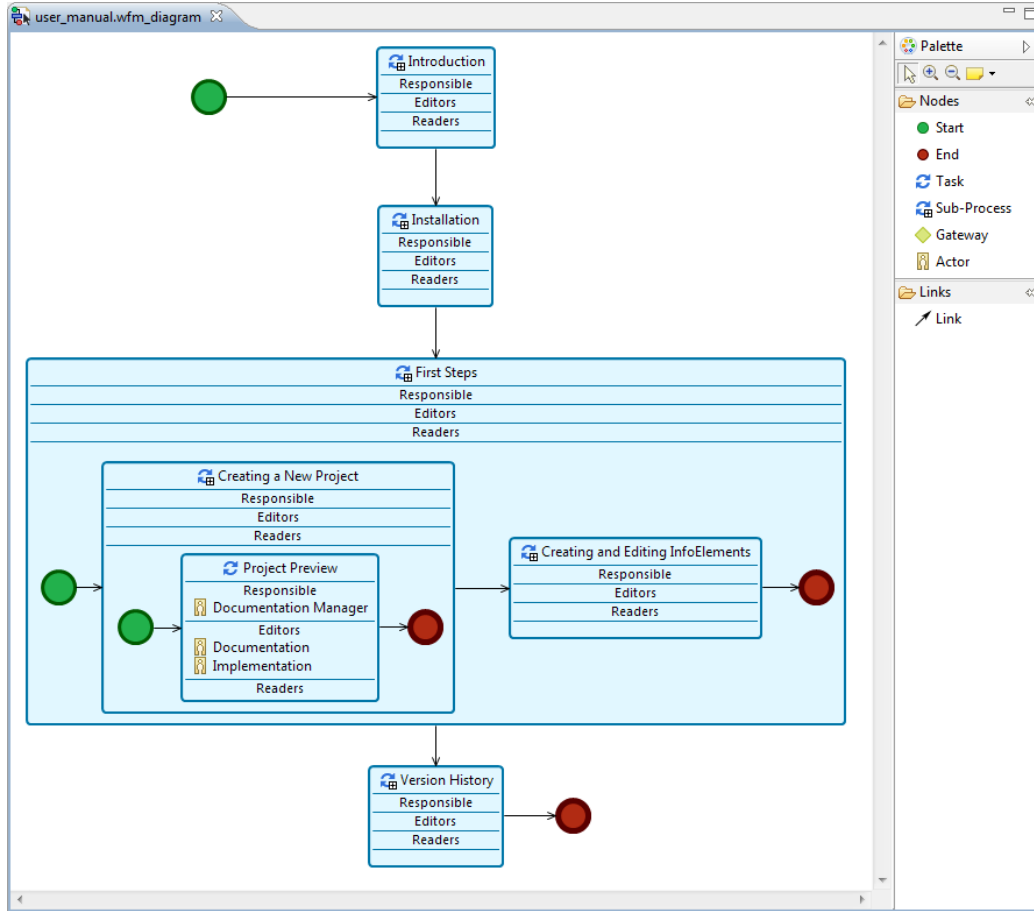 user_manual.wfm_diagram
Introduction
Responsible
Editors
Readers
Installation
Responsible
Editors
Readers
First Steps
Responsible
Editors
Readers
Creating a New Project
Responsible
Editors
Readers
Project Preview
Responsible
Documentation Manager
Editors
Documentation
Implementation
Readers
Creating and Editing InfoElements
Responsible
Editors
Readers
Version History
Responsible
Editors
Readers
Palette
Nodes
Start
End
Task
Sub-Process
Gateway
Actor
Links
Link